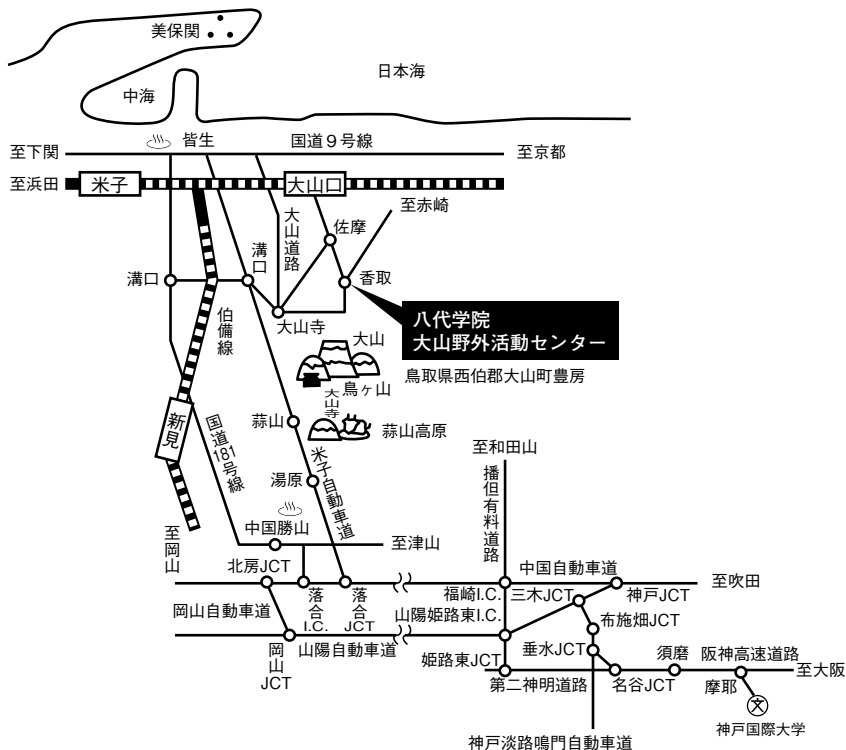 美保関
日本海
中海
皆生
国道９号線
至下関
至京都
至浜田
米子
大山口
至赤崎
大山道路
佐摩
溝口
溝口
香取
大山寺
八代学院
大山野外活動センター
鳥取県西伯郡大山町豊房
伯備線
大山
鳥ヶ山
大山寺
新見
国道181号線
蒜山
蒜山高原
米子自動車道
湯原
至和田山
播但有料道路
至岡山
中国勝山
至津山
北房JCT
中国自動車道
岡山自動車道
落合I.C.
落合JCT
福崎I.C.
三木JCT
神戸JCT
至吹田
山陽姫路東I.C.
布施畑JCT
岡山JCT
山陽自動車道
垂水JCT
須磨
阪神高速道路
姫路東JCT
至大阪
第二神明道路
名谷JCT
摩耶
文
神戸国際大学
神戸淡路鳴門自動車道